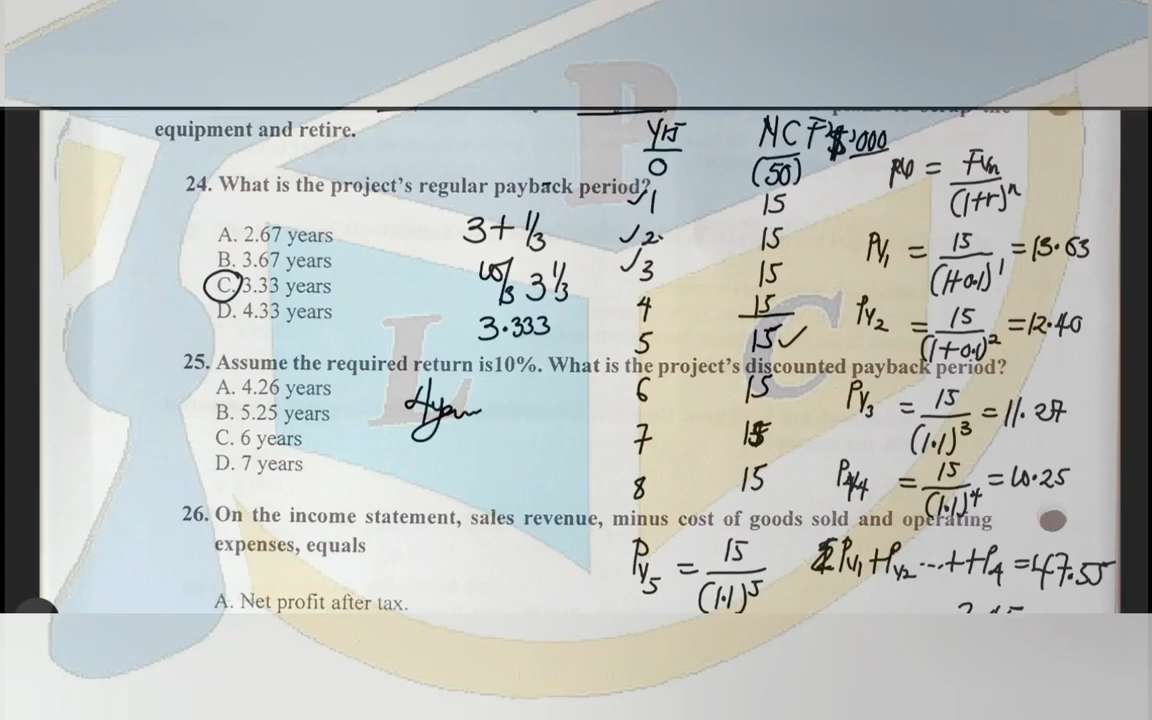 equipment and retire.
Yrs NCF $'000
0 (50)
PV = FVn/(1+r)^n
24. What is the project's regular payback period?
1 15
A. 2.67 years
3+ 1/3
2 15
PV1 = 15/(1+0.1)^1 = 13.63
B. 3.67 years
10/3 3 1/3
3 15
C. 3.33 years
4 15
PV2 = 15/(1+0.1)^2 = 12.40
D. 4.33 years
3.333
5 15
25. Assume the required return is10%. What is the project's discounted payback period?
A. 4.26 years
6 15
PV3 = 15/(1.1)^3 = 11.27
B. 5.25 years
4yrs
C. 6 years
7 15
D. 7 years
8 15
PV4 = 15/(1.1)^4 = 10.25
26. On the income statement, sales revenue, minus cost of goods sold and operating
expenses, equals
PV5 = 15/(1.1)^5
PV1 + PV2 ...++P4 = 47.55
A. Net profit after tax.
P
L C